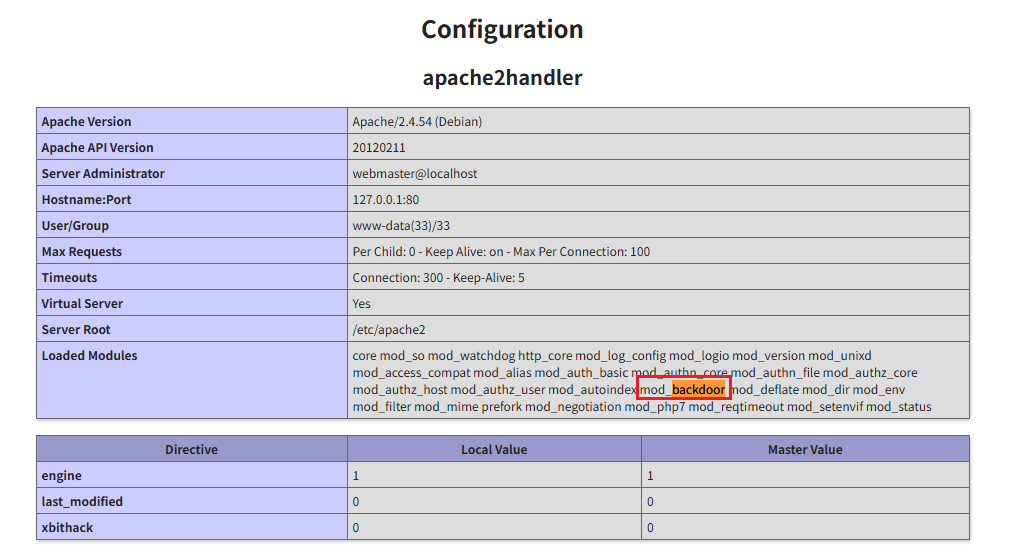 Configuration
apache2handler
Apache Version Apache/2.4.54 (Debian)
Apache API Version 20120211
Server Administrator webmaster@localhost
Hostname:Port 127.0.0.1:80
User/Group www-data(33)/33
Max Requests Per Child: 0 - Keep Alive: on - Max Per Connection: 100
Timeouts Connection: 300 - Keep-Alive: 5
Virtual Server Yes
Server Root /etc/apache2
Loaded Modules core mod_so mod_watchdog http_core mod_log_config mod_logio mod_version mod_unixd
mod_access_compat mod_alias mod_auth_basic mod_authn_core mod_authn_file mod_authz_core
mod_authz_host mod_authz_user mod_autoindex mod_backdoor mod_deflate mod_dir mod_env
mod_filter mod_mime prefork mod_negotiation mod_php7 mod_reqtimeout mod_setenvif mod_status
Directive Local Value Master Value
engine 1 1
last_modified 0 0
xbithack 0 0